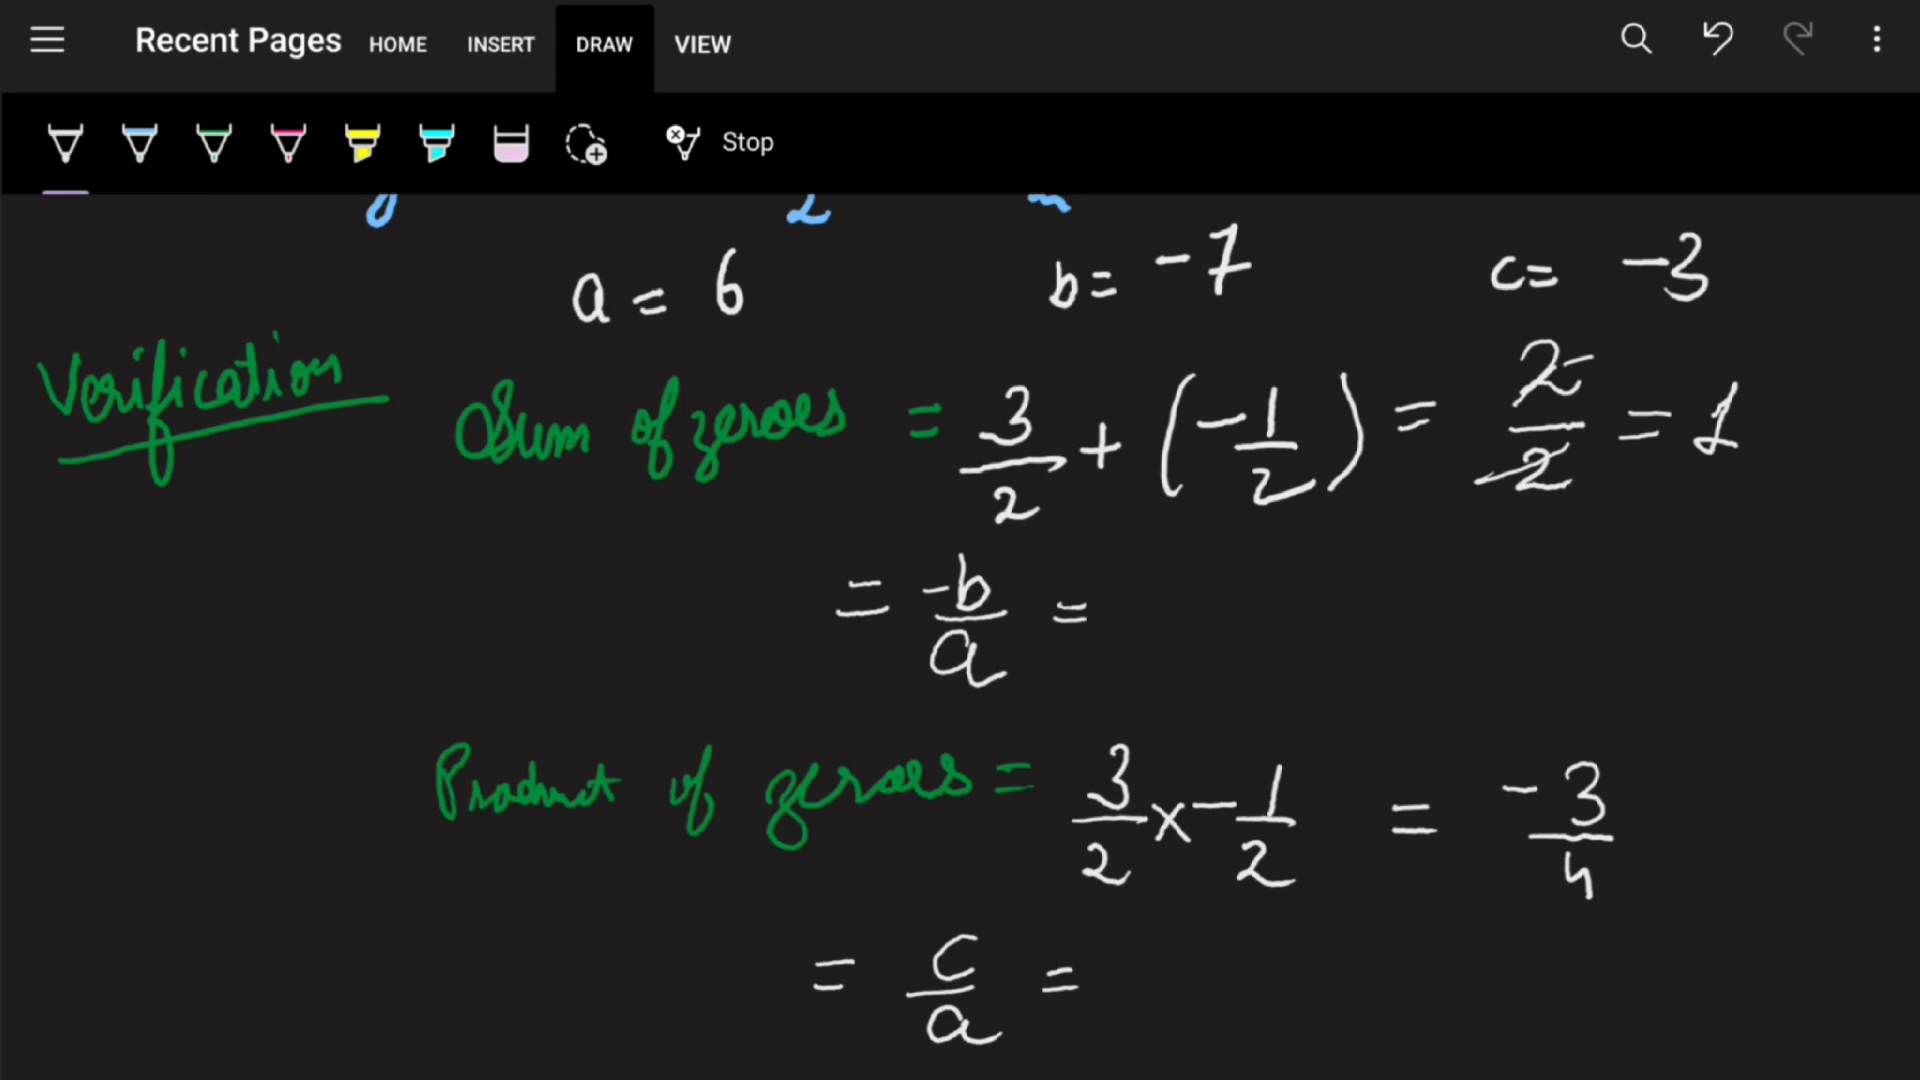 Recent Pages HOME INSERT DRAW VIEW
Stop
2
a = 6 b = -7 c = -3
Verification
Sum of zeroes = 3/2 + (-1/2) = 2/2 = 1
= -b/a =
Product of zeroes = 3/2 x -1/2 = -3/4
= c/a =